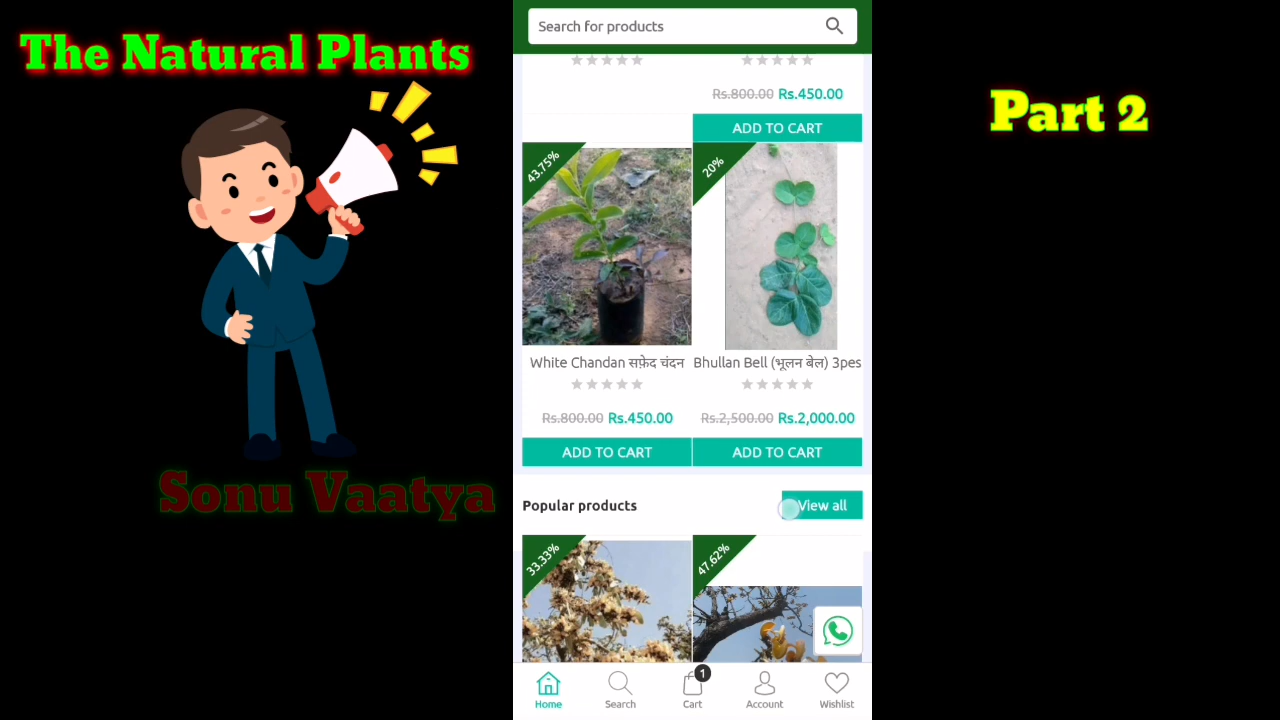 The Natural Plants
Sonu Vaatya
Part 2
Search for products
Rs.800.00 Rs.450.00
ADD TO CART
43.75%
20%
White Chandan सफ़ेद चंदन
Bhullan Bell (भूलन बेल) 3pes
Rs.800.00 Rs.450.00
Rs.2,500.00 Rs.2,000.00
ADD TO CART
ADD TO CART
Popular products
View all
33.33%
47.62%
1
Home
Search
Cart
Account
Wishlist